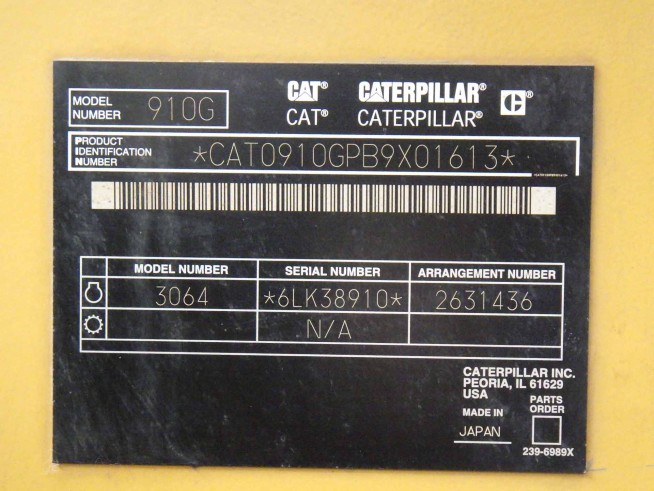 CAT® CATERPILLAR® C®
CAT® CATERPILLAR®
MODEL NUMBER 910G
PRODUCT IDENTIFICATION NUMBER *CAT0910GPB9X01613*
MODEL NUMBER SERIAL NUMBER ARRANGEMENT NUMBER
3064 *6LK38910* 2631436
N/A
CATERPILLAR INC.
PEORIA, IL 61629
USA
MADE IN JAPAN
PARTS ORDER
239-6989X